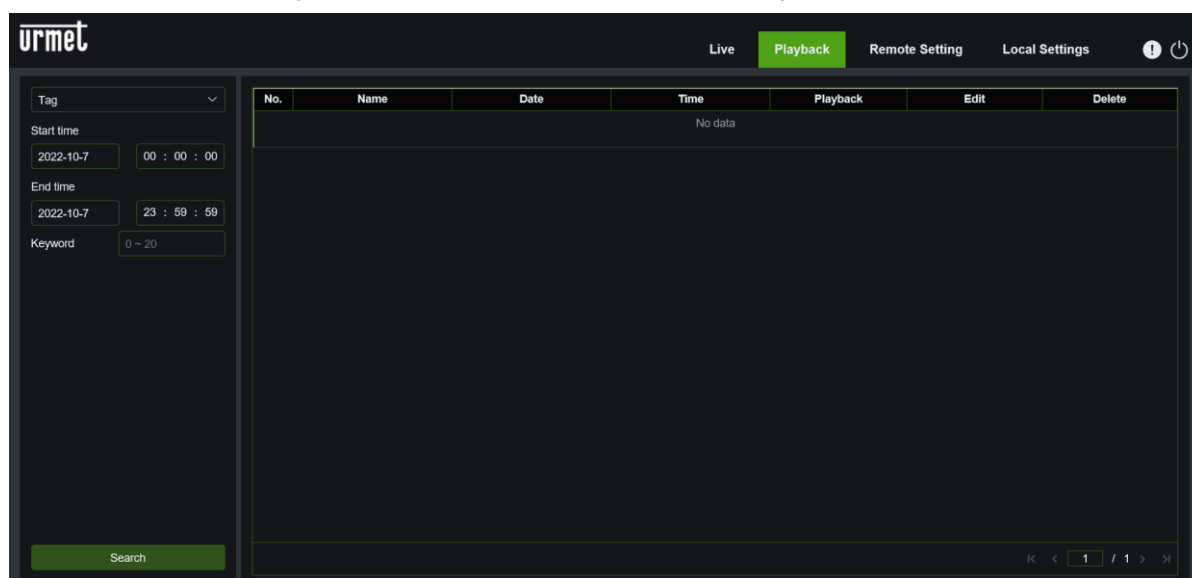 urmet
Live Playback Remote Setting Local Settings
Tag
Start time
2022-10-7 00 : 00 : 00
End time
2022-10-7 23 : 59 : 59
Keyword 0 ~ 20
Search
No. Name Date Time Playback Edit Delete
No data
1 / 1